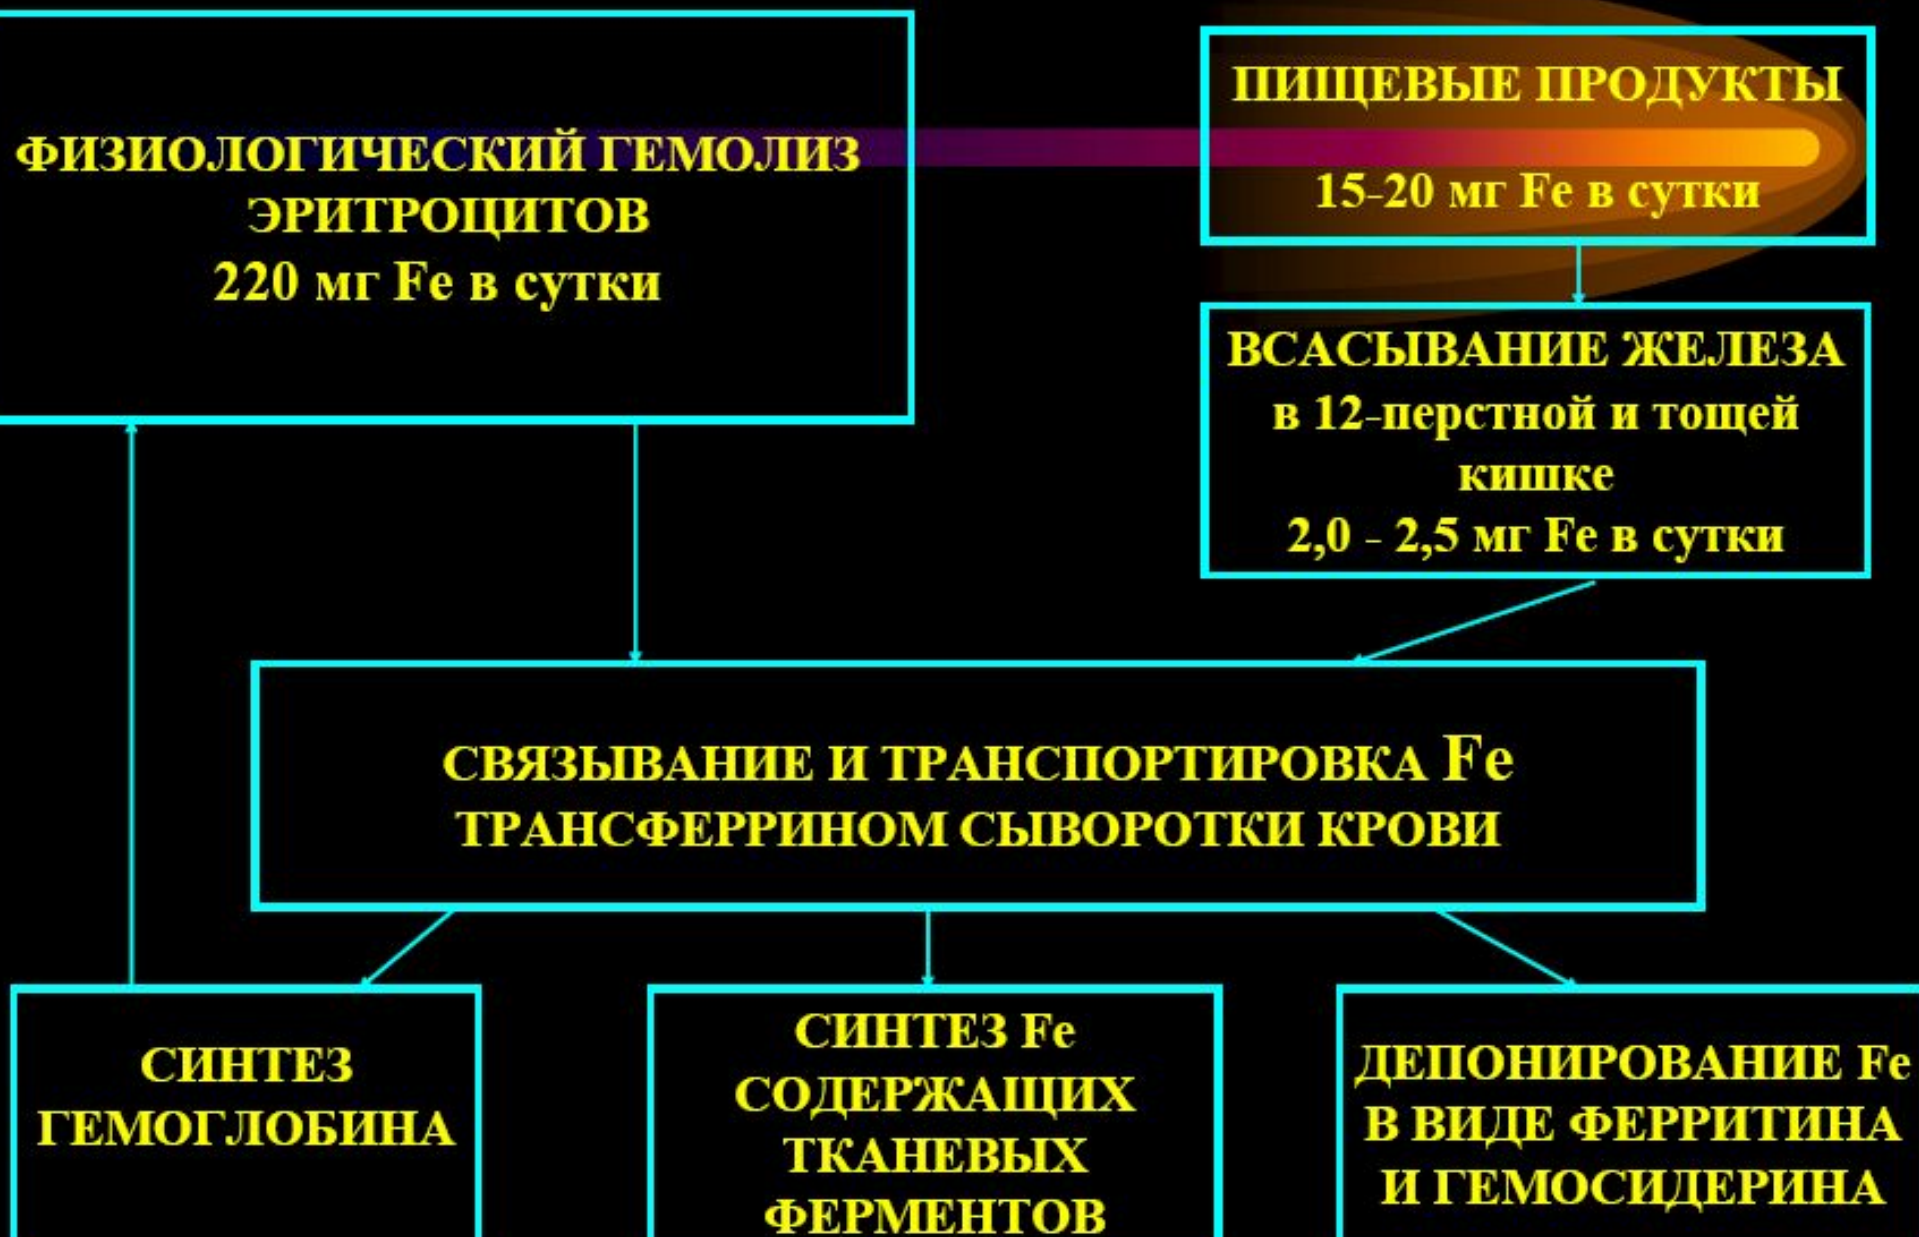 ФИЗИОЛОГИЧЕСКИЙ ГЕМОЛИЗ
ЭРИТРОЦИТОВ
220 мг Fe в сутки
ПИЩЕВЫЕ ПРОДУКТЫ
15-20 мг Fe в сутки
ВСАСЫВАНИЕ ЖЕЛЕЗА
в 12-перстной и тощей
кишке
2,0 - 2,5 мг Fe в сутки
СВЯЗЫВАНИЕ И ТРАНСПОРТИРОВКА Fe
ТРАНСФЕРРИНОМ СЫВОРОТКИ КРОВИ
СИНТЕЗ
ГЕМОГЛОБИНА
СИНТЕЗ Fe
СОДЕРЖАЩИХ
ТКАНЕВЫХ
ФЕРМЕНТОВ
ДЕПОНИРОВАНИЕ Fe
В ВИДЕ ФЕРРИТИНА
И ГЕМОСИДЕРИНА